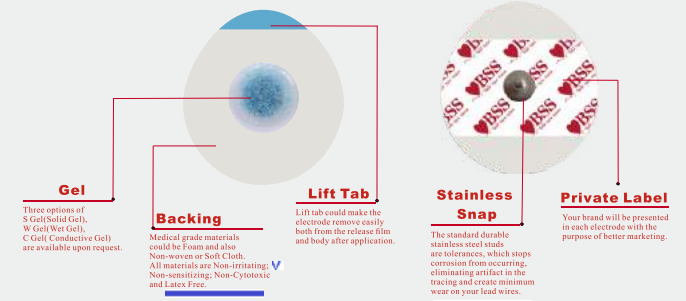 BSS
BSS
BSS
BSS
BSS
BSS
Gel
Three options of
S Gel(Solid Gel),
W Gel(Wet Gel),
C Gel( Conductive Gel)
are available upon request.
Backing
Medical grade materials
could be Foam and also
Non-woven or Soft Cloth.
All materials are Non-irritating;
Non-sensitizing; Non-Cytotoxic
and Latex Free.
Lift Tab
Lift tab could make the
electrode remove easily
both from the release film
and body after application.
Stainless
Snap
The standard durable
stainless steel studs
are tolerances, which stops
corrosion from occurring,
eliminating artifact in the
tracing and create minimum
wear on your lead wires.
Private Label
Your brand will be presented
in each electrode with the
purpose of better marketing.